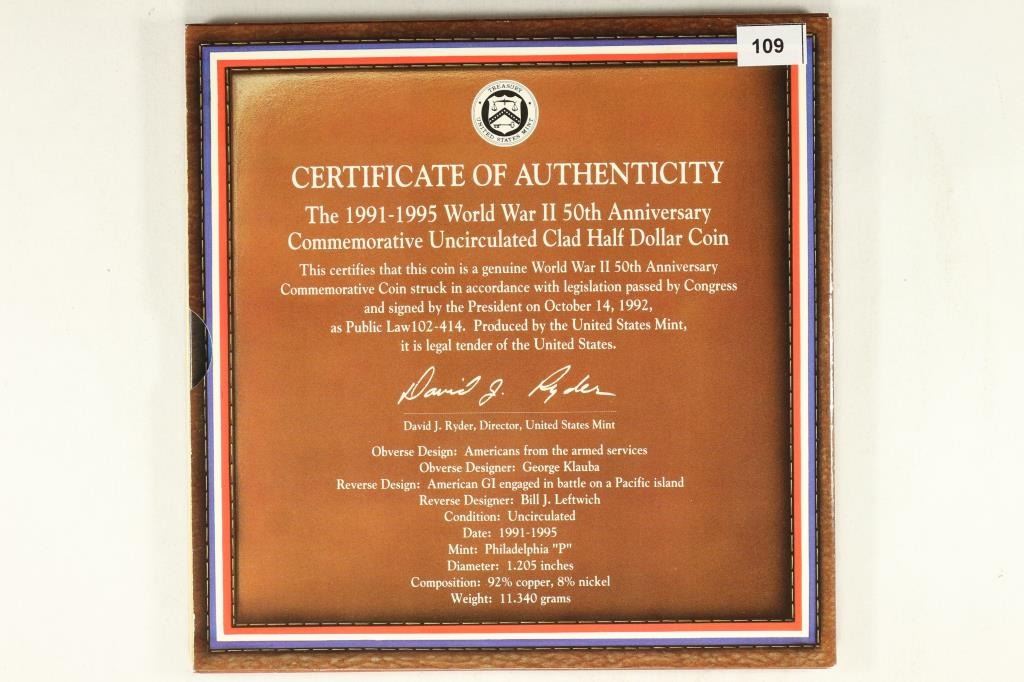 109
TREASURY
UNITED STATES MINT
CERTIFICATE OF AUTHENTICITY
The 1991-1995 World War II 50th Anniversary
Commemorative Uncirculated Clad Half Dollar Coin
This certifies that this coin is a genuine World War II 50th Anniversary
Commemorative Coin struck in accordance with legislation passed by Congress
and signed by the President on October 14, 1992,
as Public Law102-414. Produced by the United States Mint,
it is legal tender of the United States.
David J. Ryder
David J. Ryder, Director, United States Mint
Obverse Design: Americans from the armed services
Obverse Designer: George Klauba
Reverse Design: American GI engaged in battle on a Pacific island
Reverse Designer: Bill J. Leftwich
Condition: Uncirculated
Date: 1991-1995
Mint: Philadelphia "P"
Diameter: 1.205 inches
Composition: 92% copper, 8% nickel
Weight: 11.340 grams